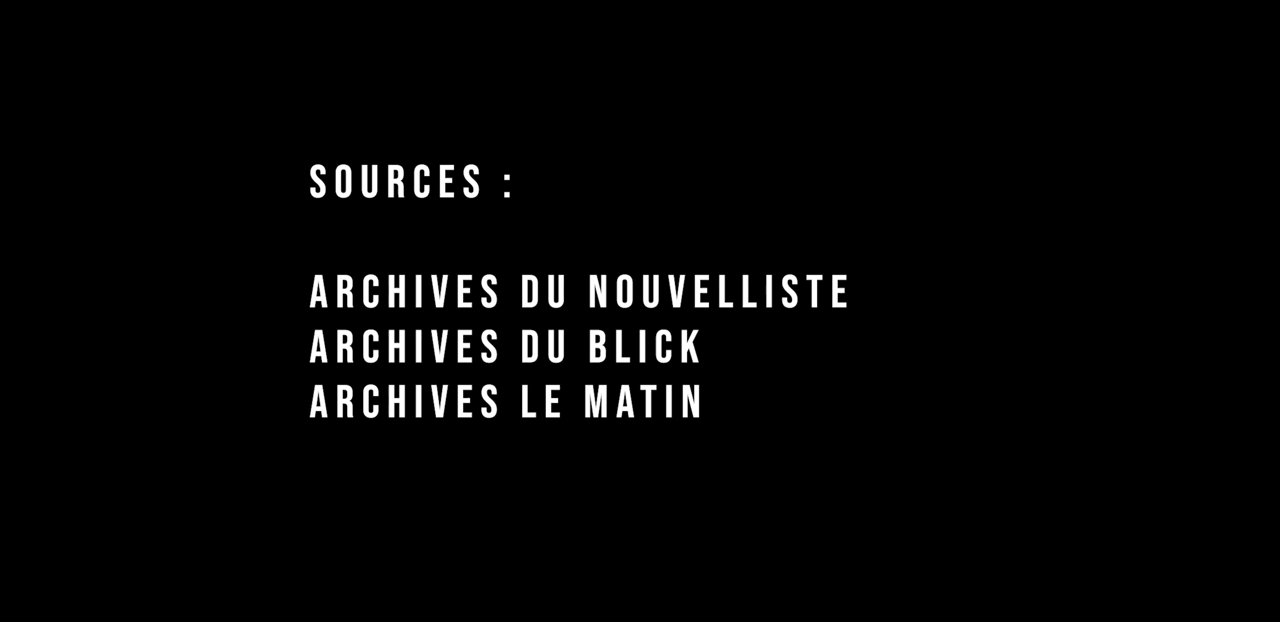 SOURCES :
ARCHIVES DU NOUVELLISTE
ARCHIVES DU BLICK
ARCHIVES LE MATIN